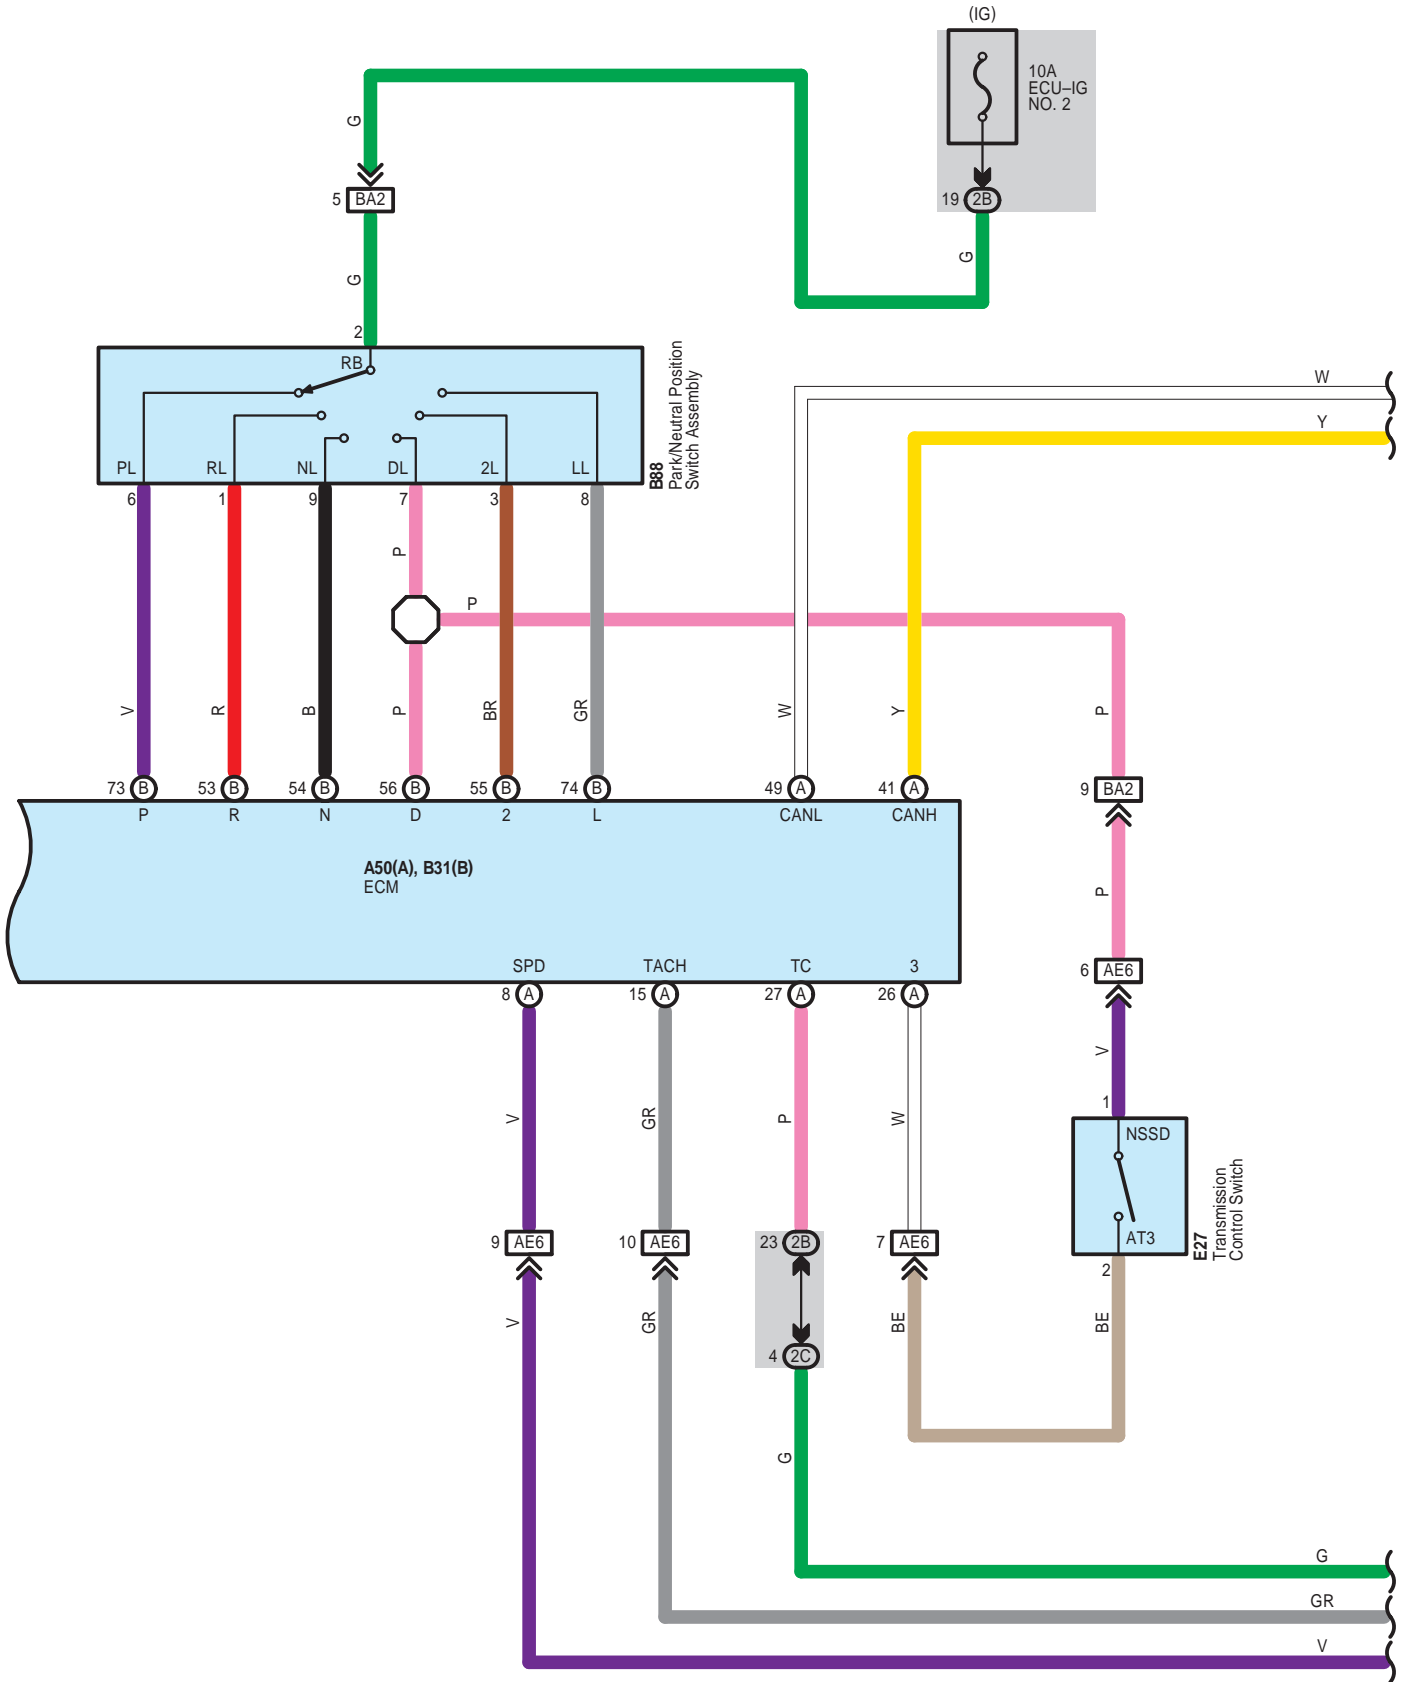 (IG)
10A
ECU–IG
NO. 2
19 2B
G
G
5 BA2
G
2
RB
PL RL NL DL 2L LL
B88
Park/Neutral Position
Switch Assembly
6 1 9 7 3 8
W
Y
P
P
V R B P BR GR W Y P
73 B 53 B 54 B 56 B 55 B 74 B 49 A 41 A
9 BA2
P R N D 2 L CANL CANH
A50(A), B31(B)
ECM
P
SPD TACH TC 3
6 AE6
8 A 15 A 27 A 26 A
V
1
V GR P W
NSSD
AT3
E27
Transmission
Control Switch
2
9 AE6 10 AE6 23 2B 7 AE6
V GR BE BE
4 2C
G
G
GR
V